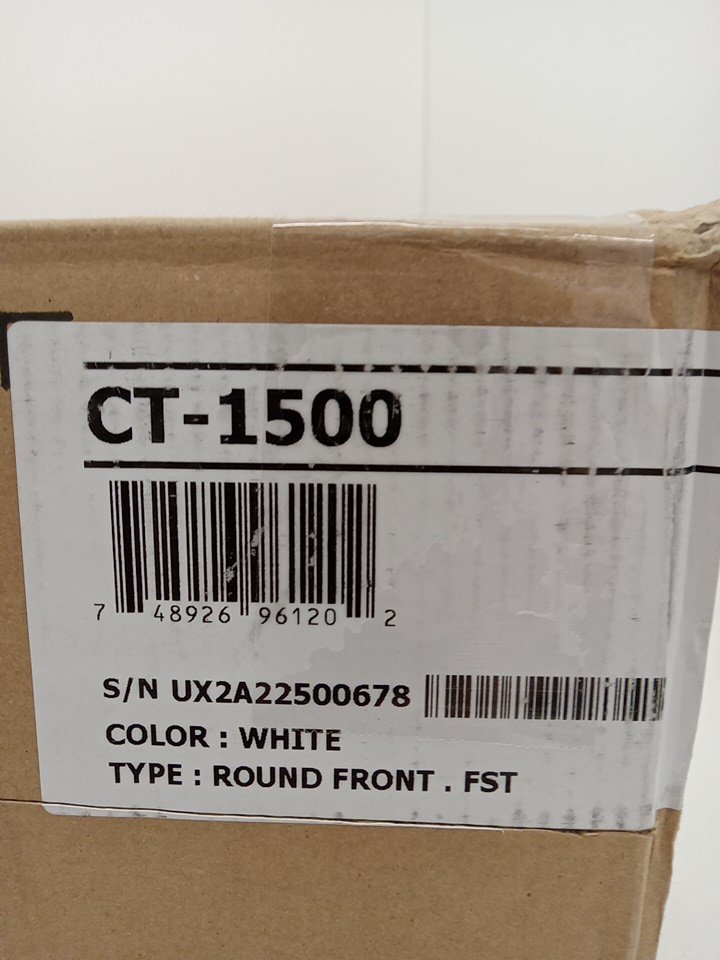 CT-1500
7 48926 96120 2
S/N UX2A22500678
COLOR : WHITE
TYPE : ROUND FRONT . FST